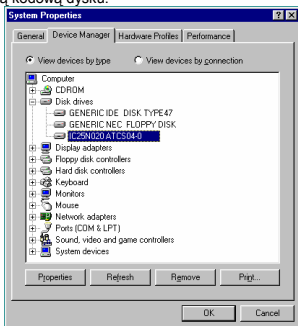 ą kodową dysku.
System Properties
General Device Manager Hardware Profiles Performance
View devices by type View devices by connection
Computer
CDROM
Disk drives
GENERIC IDE DISK TYPE47
GENERIC NEC FLOPPY DISK
IC25N020 ATCS04-0
Display adapters
Floppy disk controllers
Hard disk controllers
Keyboard
Monitors
Mouse
Network adapters
Ports (COM & LPT)
Sound, video and game controllers
System devices
Properties Refresh Remove Print...
OK Cancel